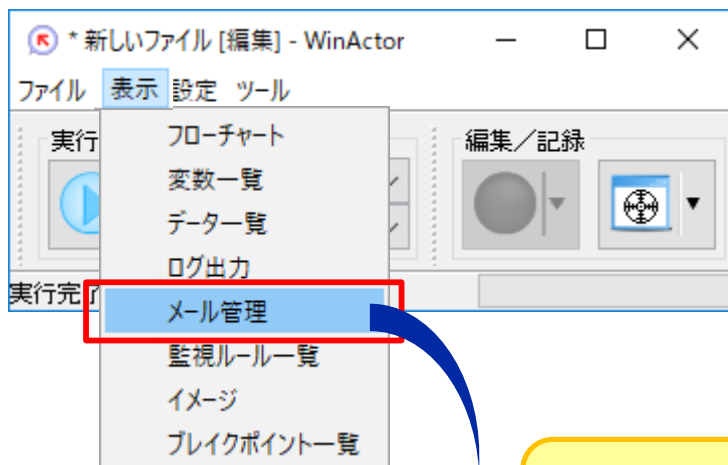 * 新しいファイル [編集] - WinActor
ファイル 表示 設定 ツール
実行
編集／記録
フローチャート
変数一覧
データ一覧
ログ出力
実行完了
メール管理
監視ルール一覧
イメージ
ブレイクポイント一覧